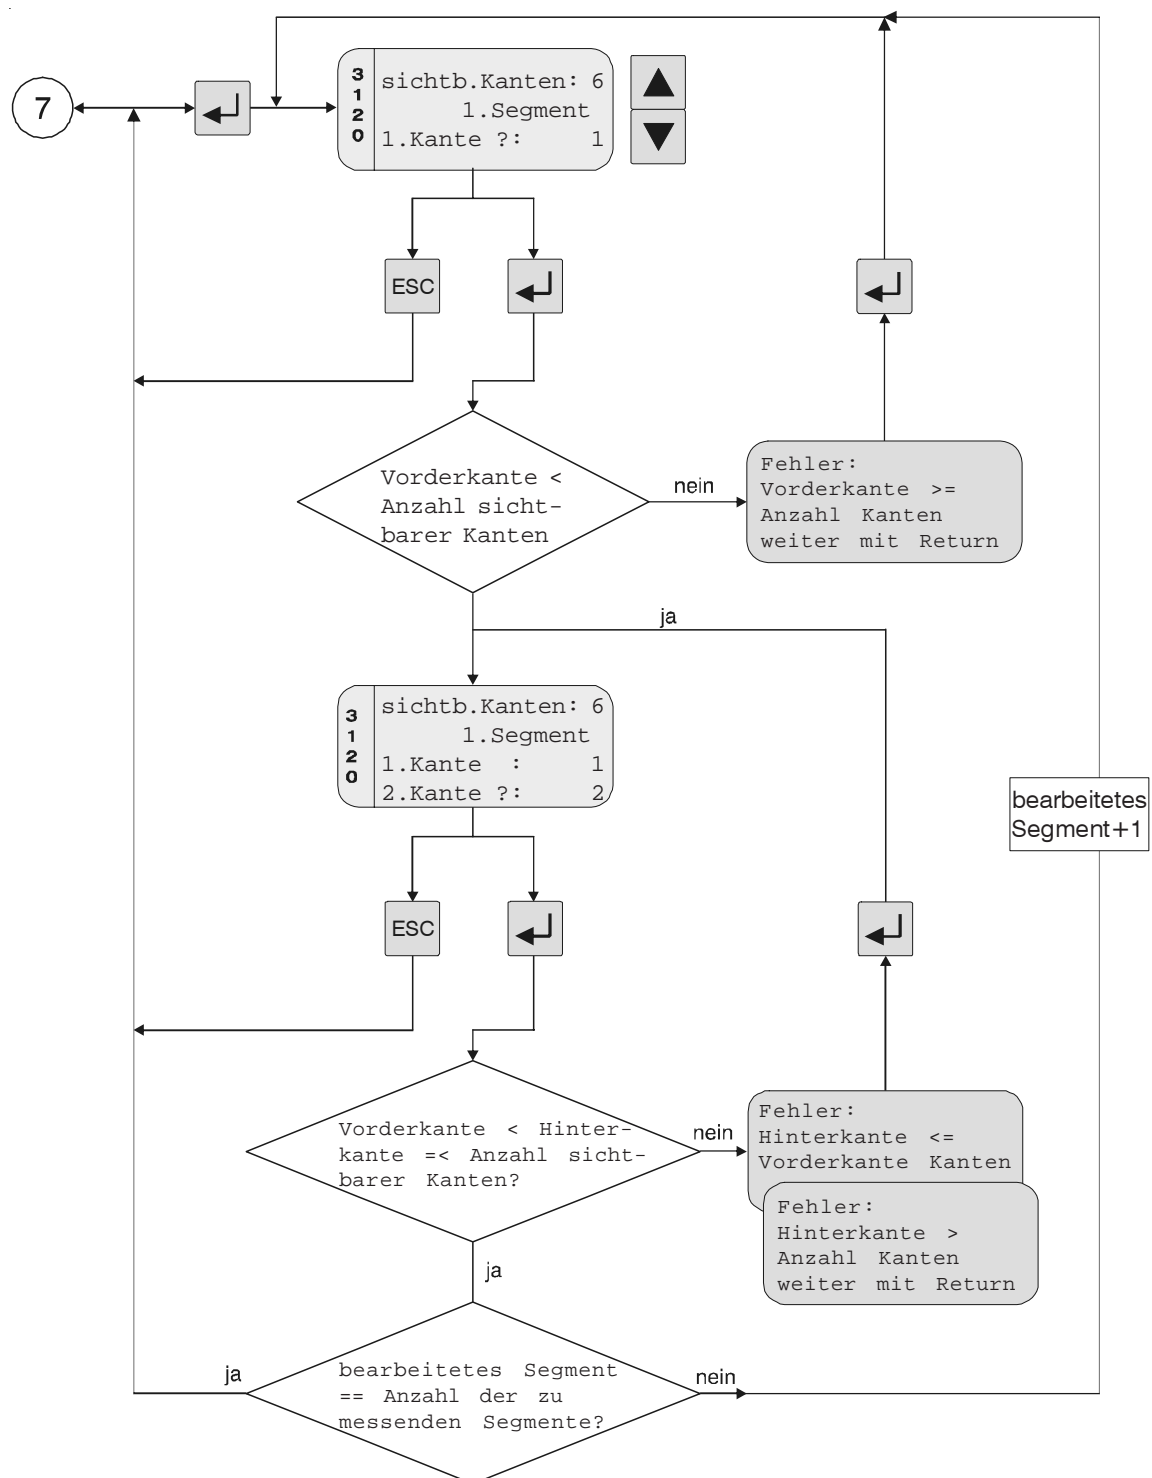 7
3
1
2
0
sichtb.Kanten: 6
1.Segment
1.Kante ?: 1
ESC
Vorderkante <
Anzahl sicht-
barer Kanten
nein
Fehler:
Vorderkante >=
Anzahl Kanten
weiter mit Return
ja
3
1
2
0
sichtb.Kanten: 6
1.Segment
1.Kante : 1
2.Kante ?: 2
bearbeitetes
Segment+1
ESC
Vorderkante < Hinter-
kante =< Anzahl sicht-
barer Kanten?
nein
Fehler:
Hinterkante <=
Vorderkante Kanten
Fehler:
Hinterkante >
Anzahl Kanten
weiter mit Return
ja
ja
bearbeitetes Segment
== Anzahl der zu
messenden Segmente?
nein